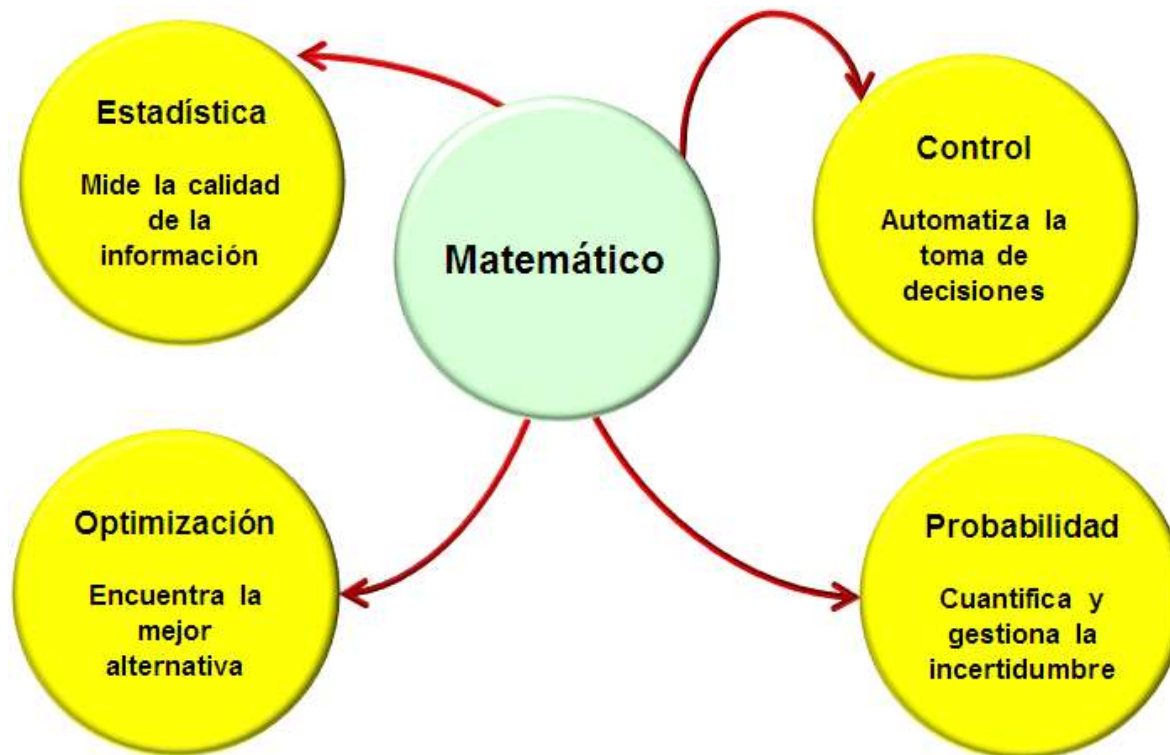 Estadística
Mide la calidad
de la
información
Matemático
Control
Automatiza la
toma de
decisiones
Optimización
Encuentra la
mejor
alternativa
Probabilidad
Cuantifica y
gestiona la
incertidumbre